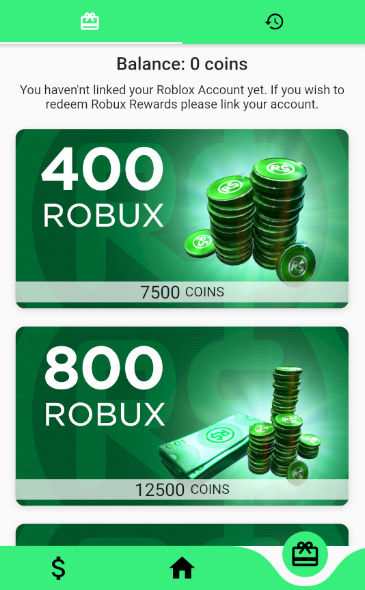 Balance: 0 coins
You haven'nt linked your Roblox Account yet. If you wish to
redeem Robux Rewards please link your account.
400
ROBUX
7500 COINS
800
ROBUX
12500 COINS